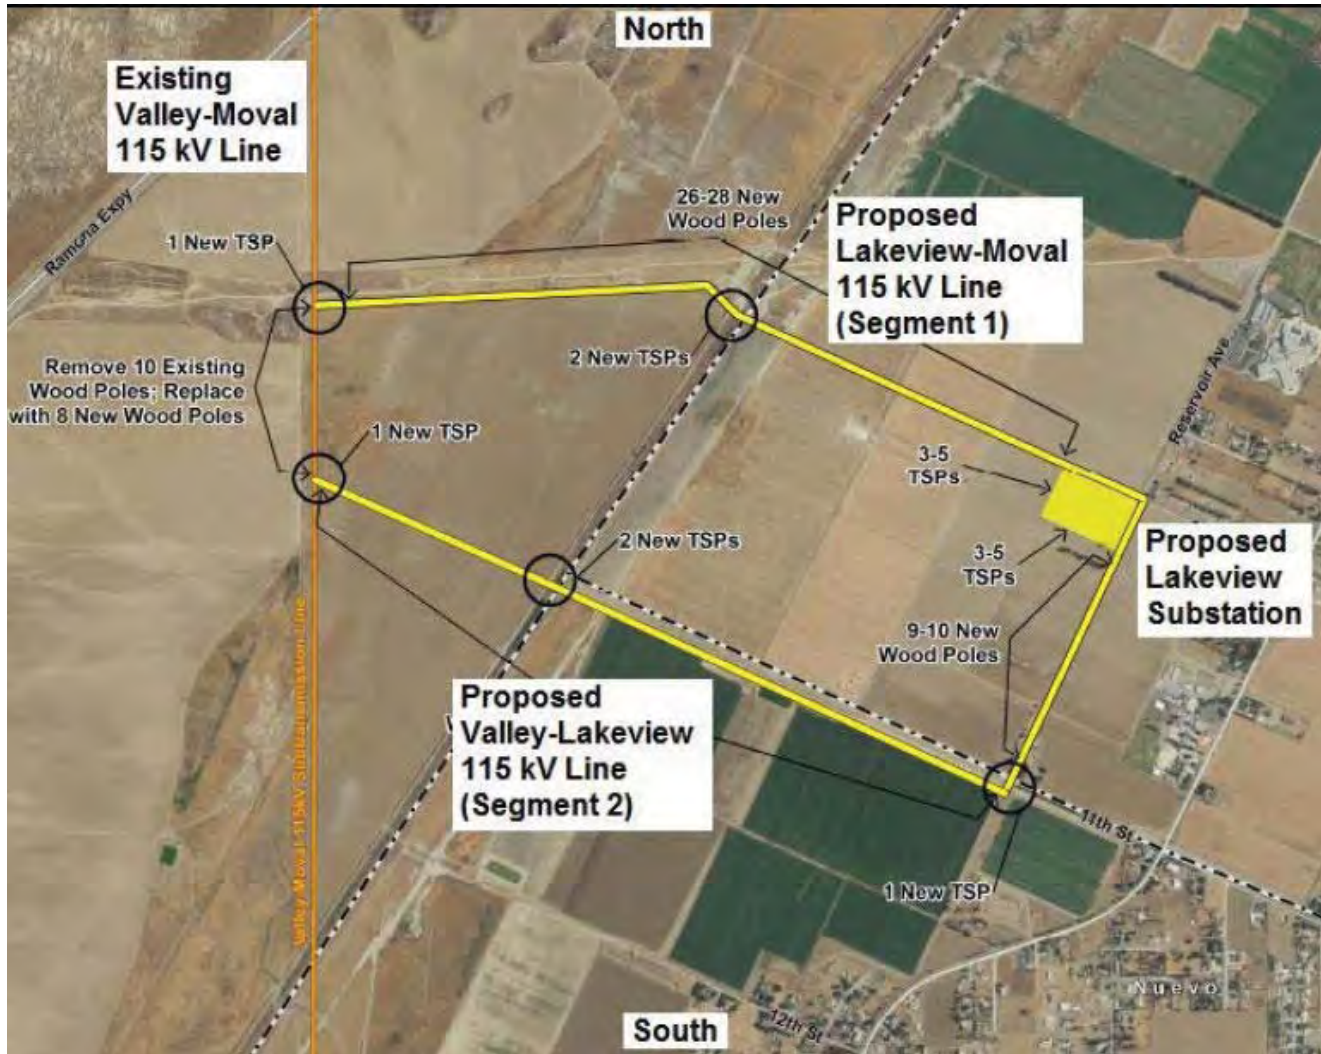 North
Existing
Valley-Moval
115 kV Line
Ramona Expy
1 New TSP
26-28 New
Wood Poles
Proposed
Lakeview-Moval
115 kV Line
(Segment 1)
2 New TSPs
Remove 10 Existing
Wood Poles; Replace
with 8 New Wood Poles
Reservoir Ave
1 New TSP
3-5
TSPs
2 New TSPs
3-5
TSPs
Proposed
Lakeview
Substation
9-10 New
Wood Poles
Valley-Moval 115kV Subtransmission Line
Proposed
Valley-Lakeview
115 kV Line
(Segment 2)
11th St
1 New TSP
Nuevo
12th St
South